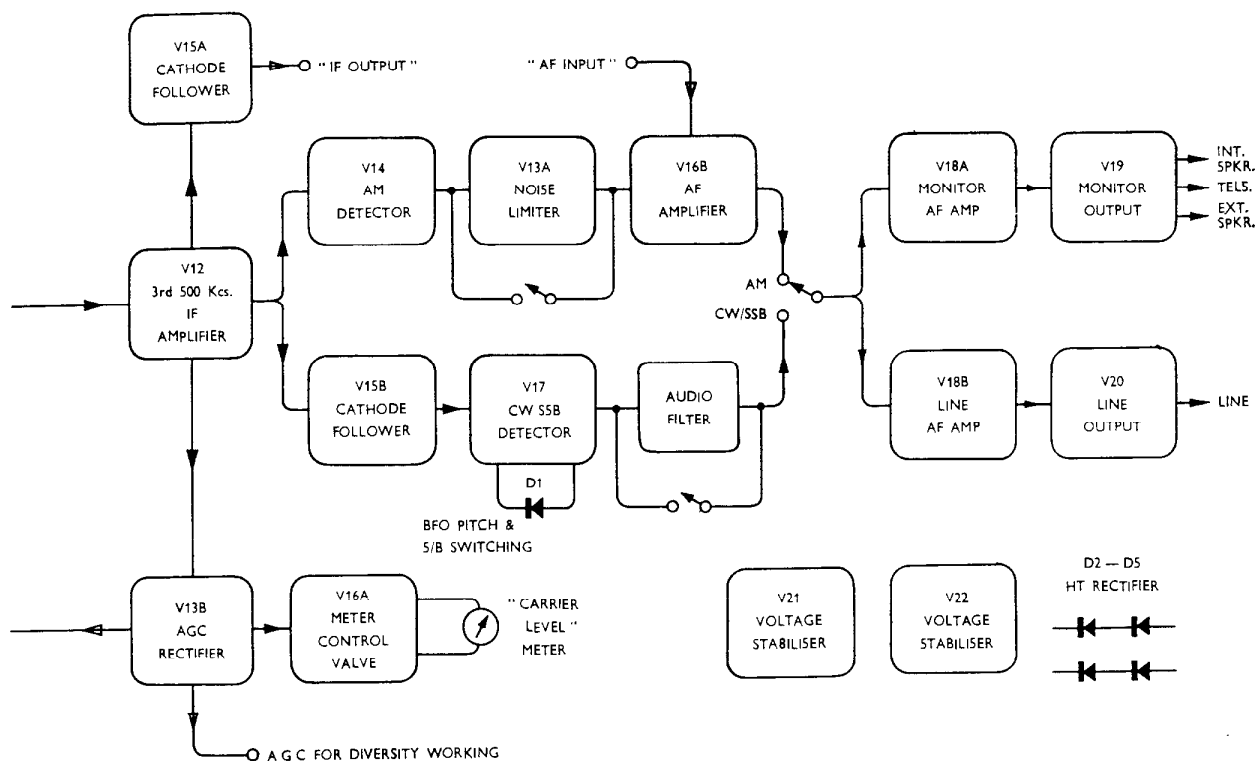 V15A
CATHODE
FOLLOWER
" IF OUTPUT "
" AF INPUT "
V14
AM
DETECTOR
V13A
NOISE
LIMITER
V16B
AF
AMPLIFIER
V18A
MONITOR
AF AMP
V19
MONITOR
OUTPUT
INT.
SPKR.
TELS.
EXT.
SPKR.
V12
3rd 500 Kcs.
IF
AMPLIFIER
AM
CW/SSB
V15B
CATHODE
FOLLOWER
V17
CW SSB
DETECTOR
AUDIO
FILTER
V18B
LINE
AF AMP
V20
LINE
OUTPUT
LINE
D1
BFO PITCH &
S/B SWITCHING
V13B
AGC
RECTIFIER
V16A
METER
CONTROL
VALVE
" CARRIER
LEVEL "
METER
V21
VOLTAGE
STABILISER
V22
VOLTAGE
STABILISER
D2 — D5
HT RECTIFIER
A G C FOR DIVERSITY WORKING